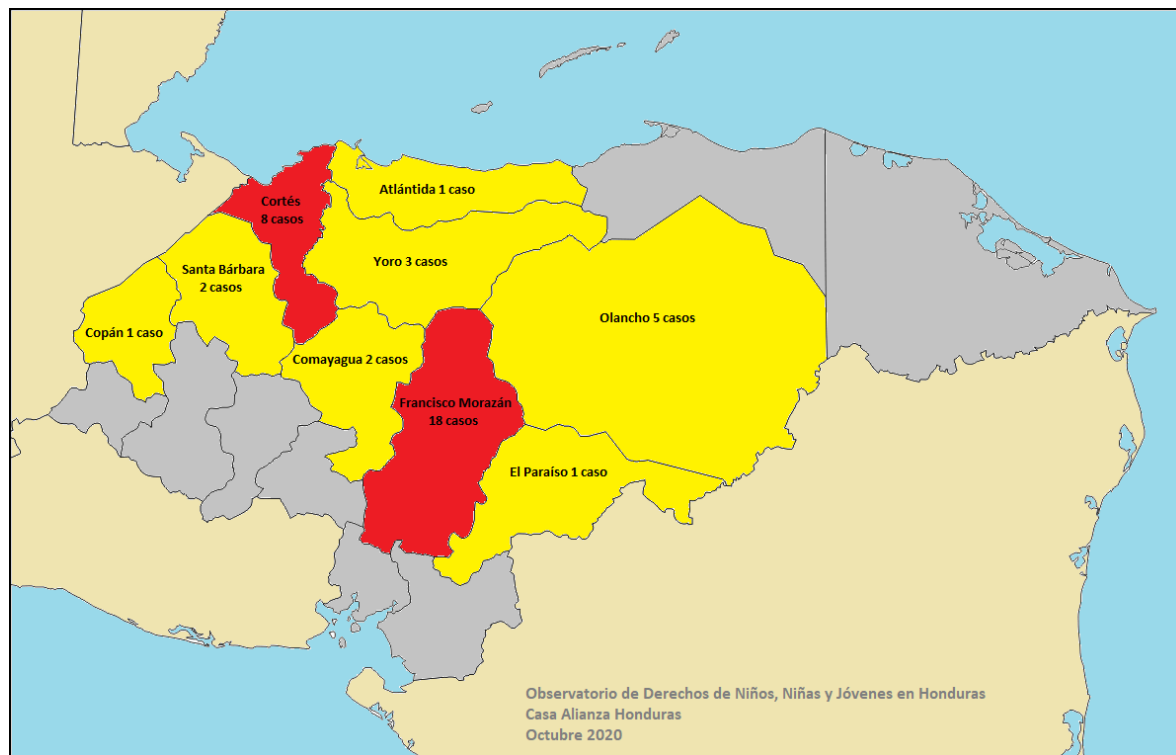 Atlántida 1 caso
Cortés
8 casos
Yoro 3 casos
Santa Bárbara
2 casos
Olancho 5 casos
Copán 1 caso
Comayagua 2 casos
Francisco Morazán
18 casos
El Paraíso 1 caso
Observatorio de Derechos de Niños, Niñas y Jóvenes en Honduras
Casa Alianza Honduras
Octubre 2020